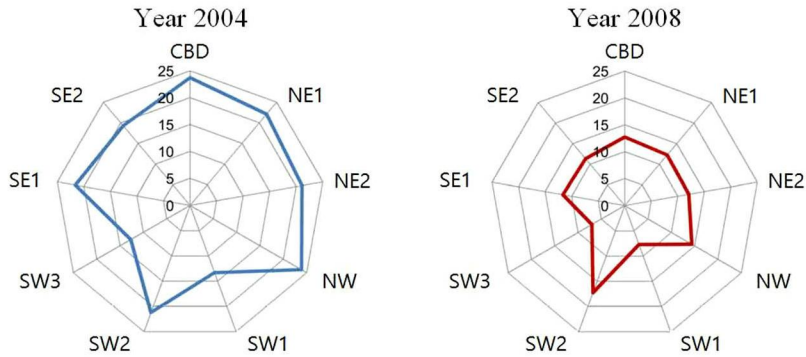 Year 2004
CBD
25
20
15
10
5
0
NE1
NE2
NW
SW1
SW2
SW3
SE1
SE2
Year 2008
CBD
25
20
15
10
5
0
NE1
NE2
NW
SW1
SW2
SW3
SE1
SE2